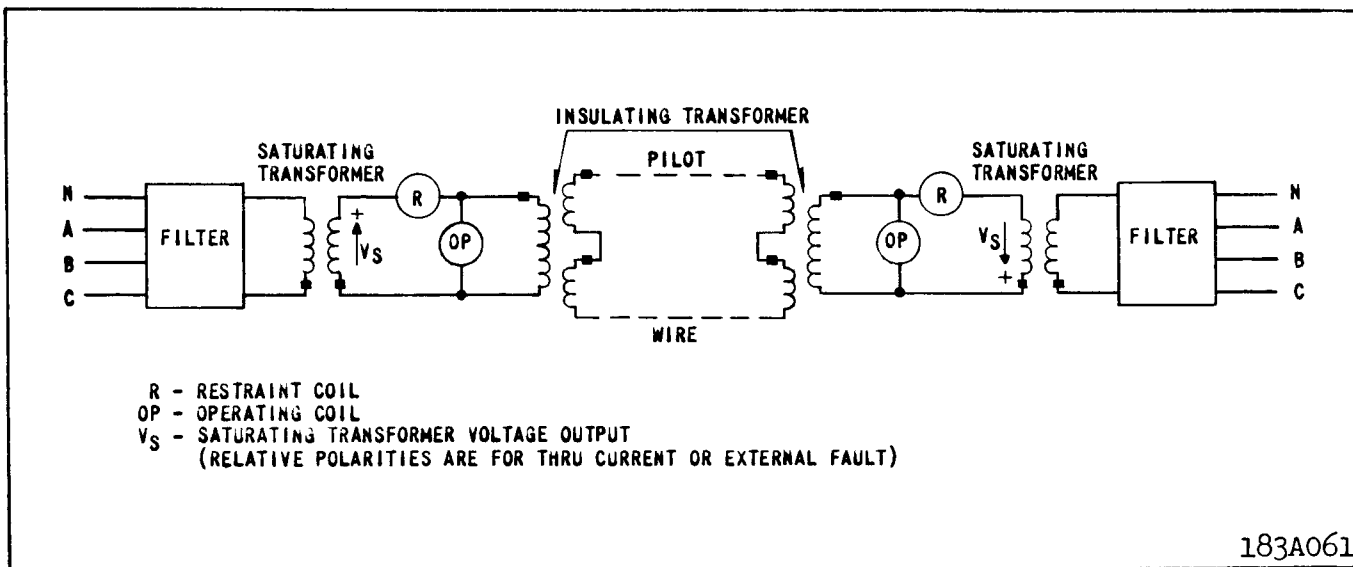 INSULATING TRANSFORMER
SATURATING
TRANSFORMER
PILOT
SATURATING
TRANSFORMER
N
A
B
C
FILTER
+
VS
R
OP
WIRE
OP
R
VS
+
FILTER
N
A
B
C
R - RESTRAINT COIL
OP - OPERATING COIL
VS - SATURATING TRANSFORMER VOLTAGE OUTPUT
(RELATIVE POLARITIES ARE FOR THRU CURRENT OR EXTERNAL FAULT)
183A061